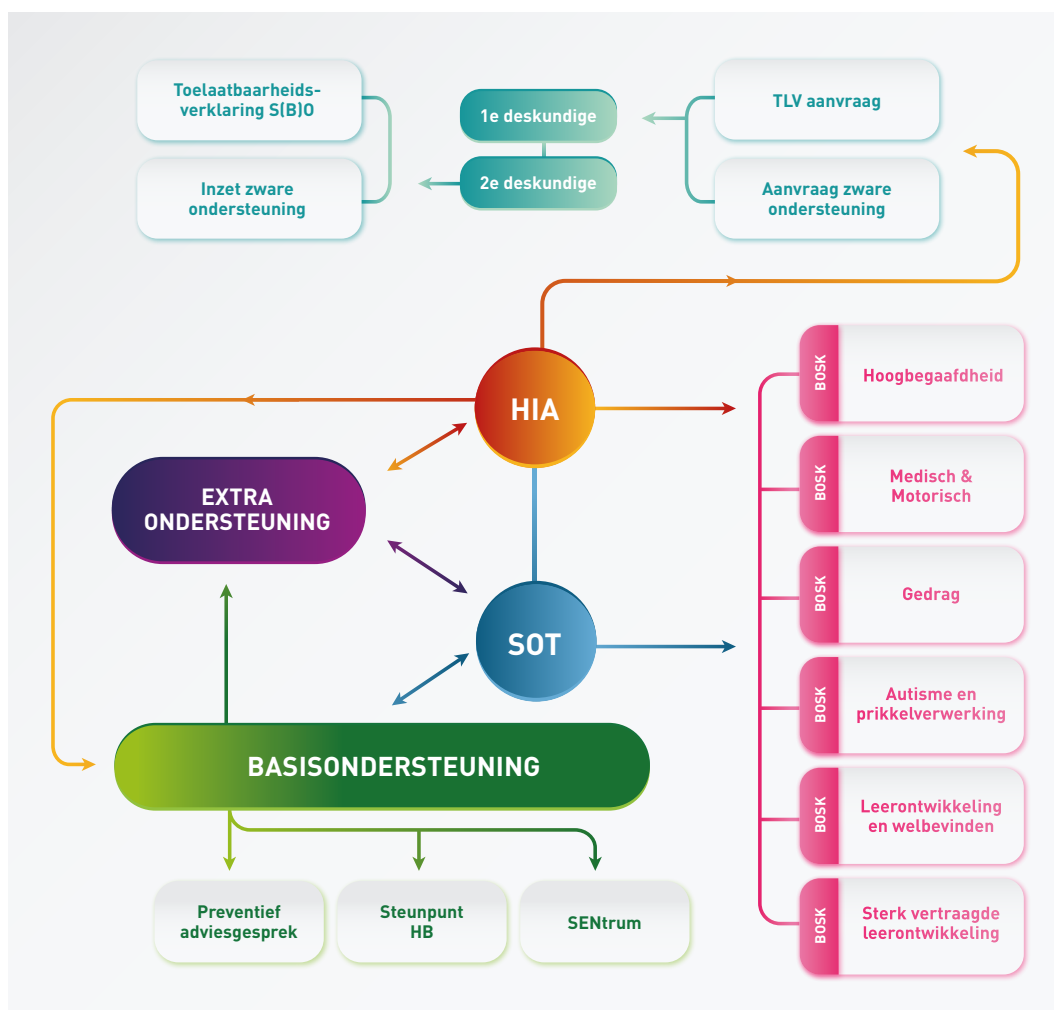 Toelaatbaarheids-
verklaring S(B)O
Inzet zware
ondersteuning
1e deskundige
2e deskundige
TLV aanvraag
Aanvraag zware
ondersteuning
HIA
EXTRA
ONDERSTEUNING
SOT
BASISONDERSTEUNING
Preventief
adviesgesprek
Steunpunt
HB
SENtrum
BOSK
Hoogbegaafdheid
BOSK
Medisch &
Motorisch
BOSK
Gedrag
BOSK
Autisme en
prikkelverwerking
BOSK
Leerontwikkeling
en welbevinden
BOSK
Sterk vertraagde
leerontwikkeling